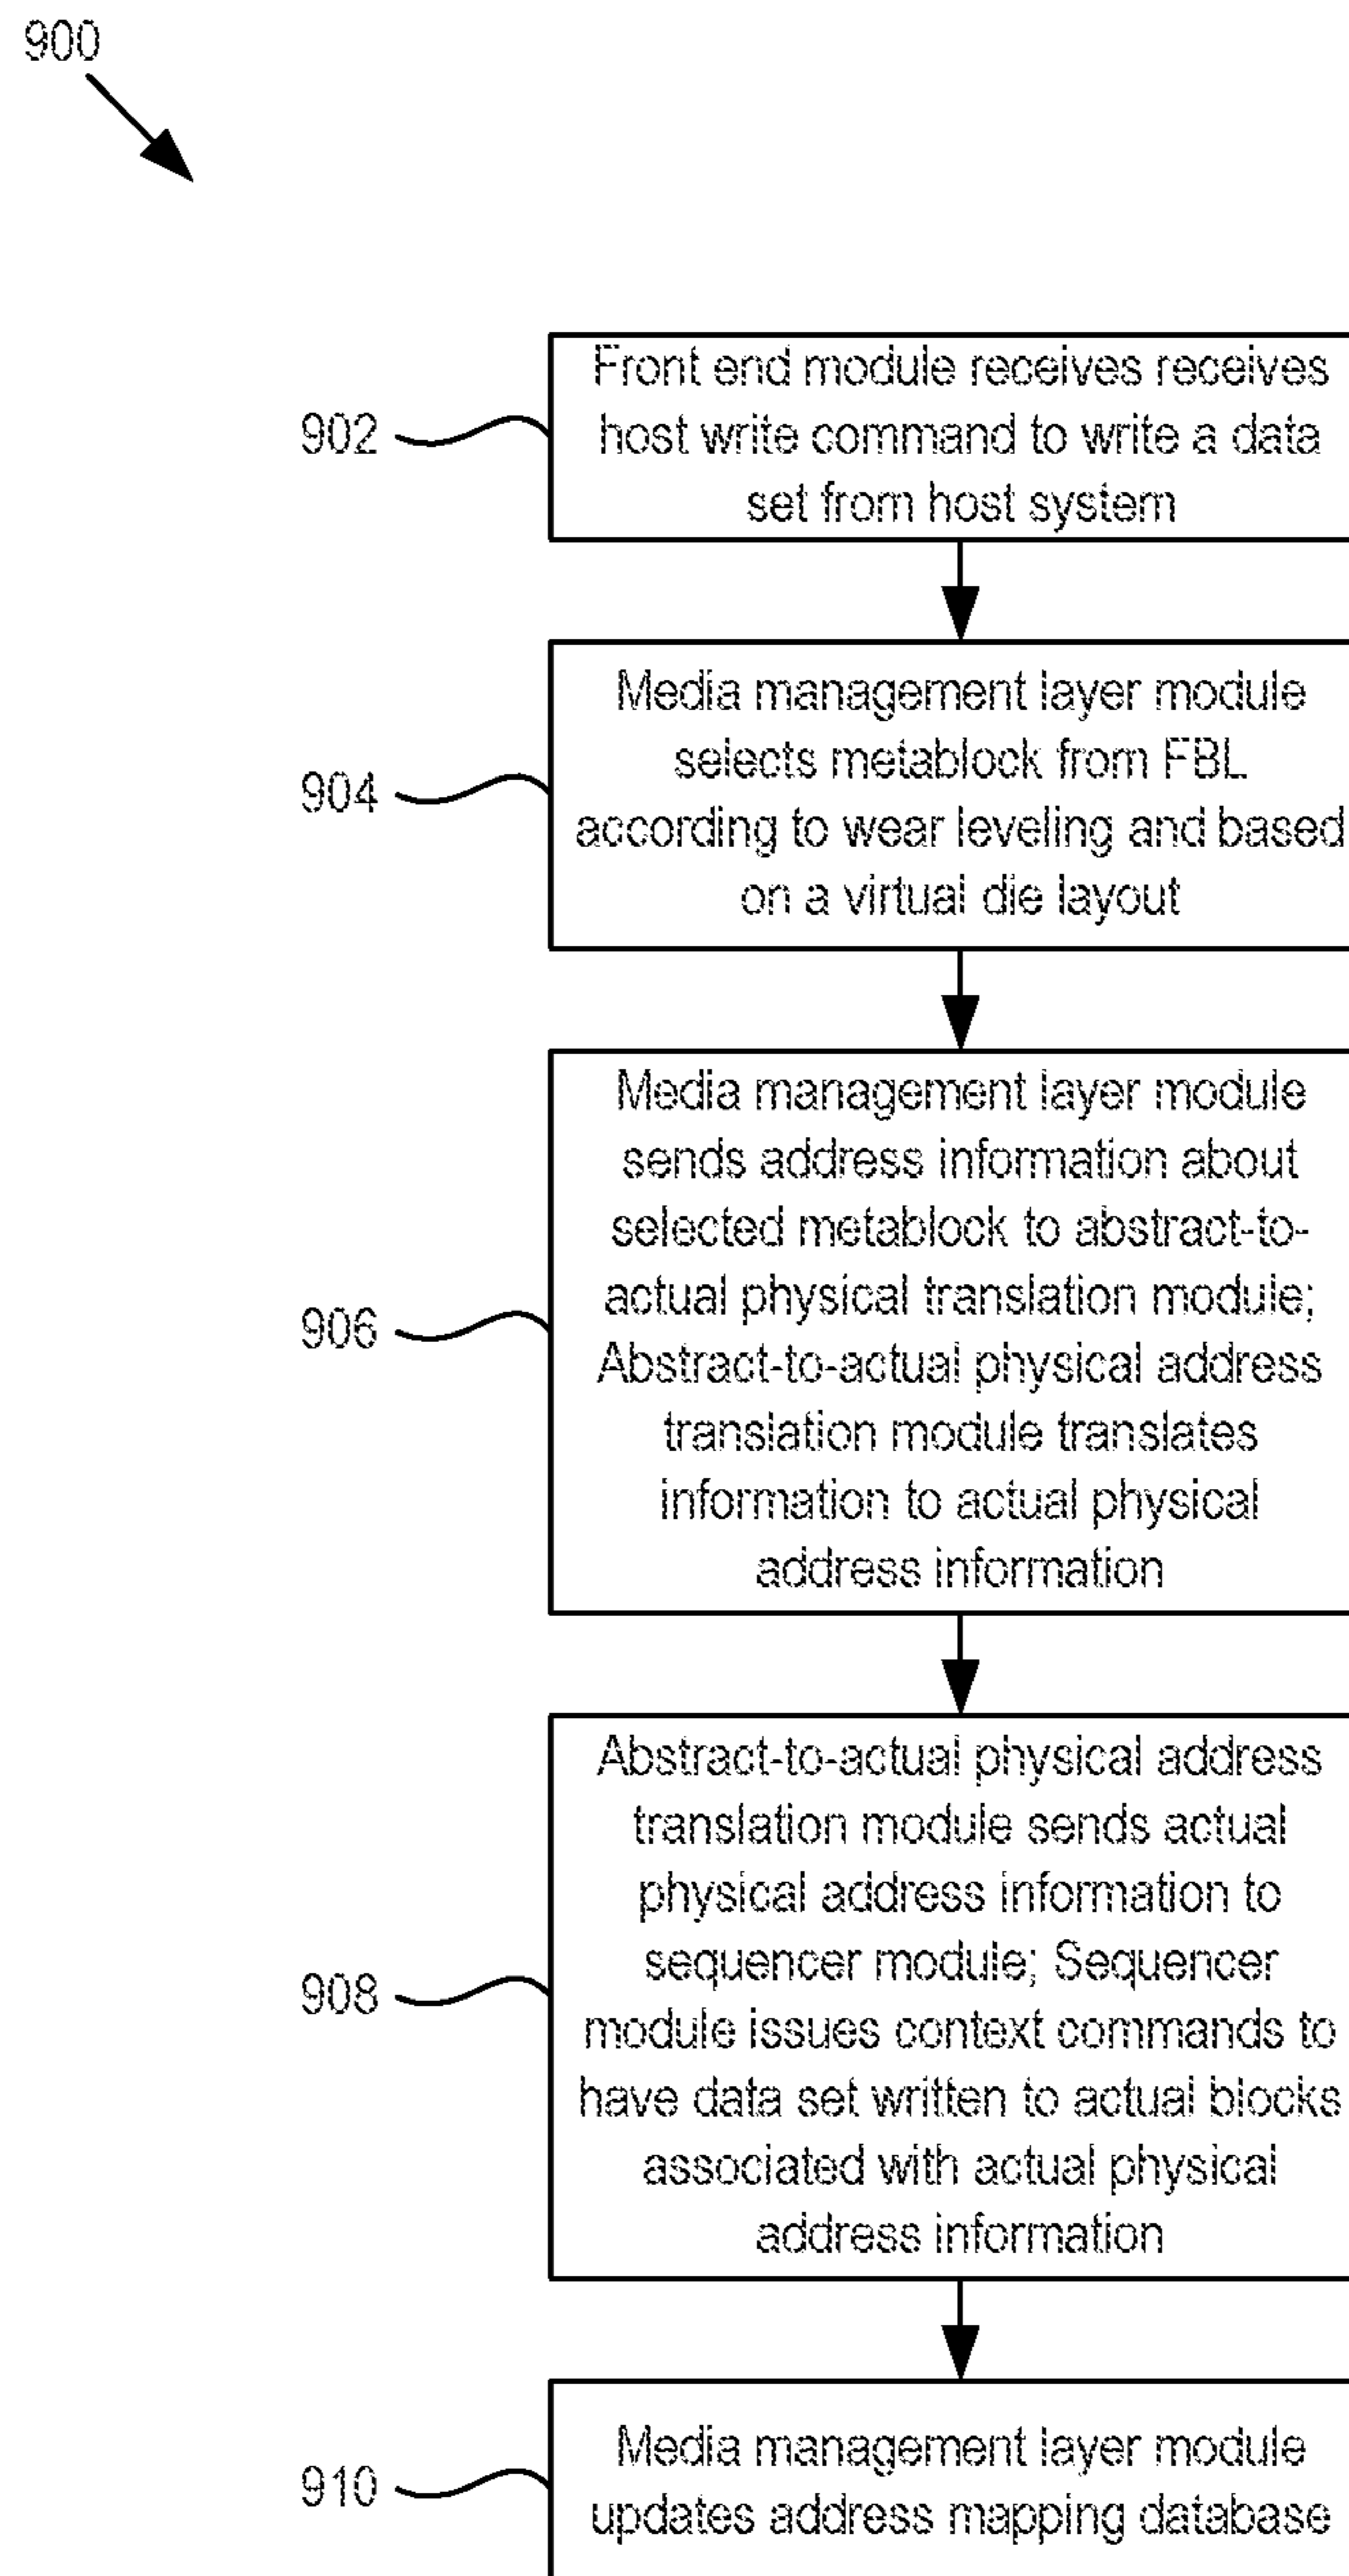 900
902
Front end module receives receives
host write command to write a data
set from host system
904
Media management layer module
selects metablock from FBL
according to wear leveling and based
on a virtual die layout
906
Media management layer module
sends address information about
selected metablock to abstract-to-
actual physical translation module;
Abstract-to-actual physical address
translation module translates
information to actual physical
address information
908
Abstract-to-actual physical address
translation module sends actual
physical address information to
sequencer module; Sequencer
module issues context commands to
have data set written to actual blocks
associated with actual physical
address information
910
Media management layer module
updates address mapping database